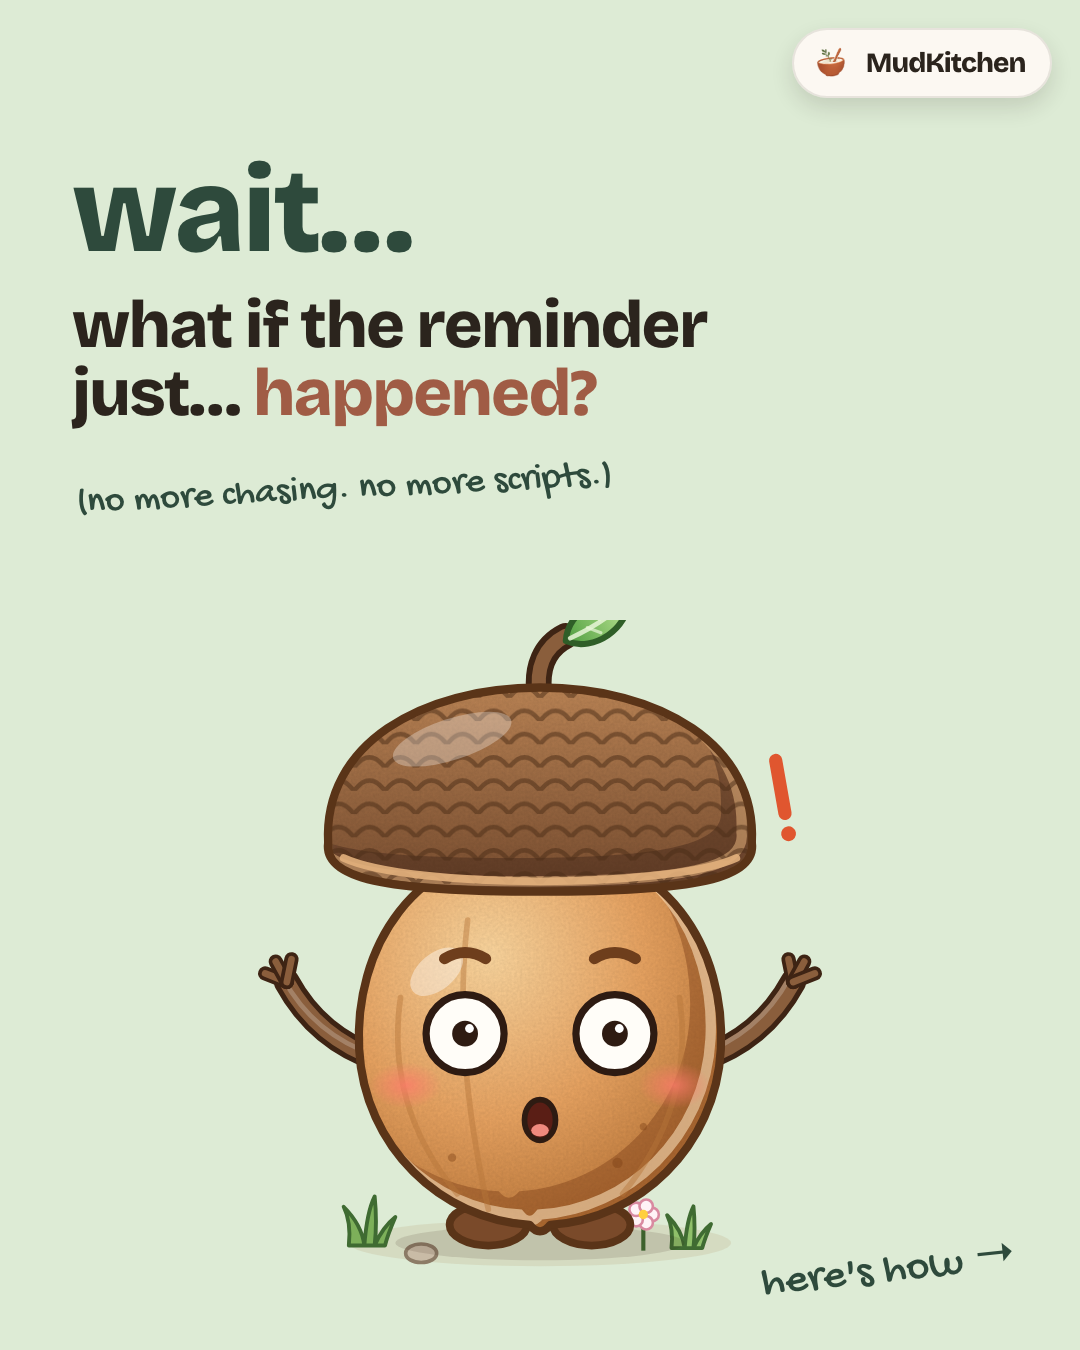 MudKitchen
wait...
what if the reminder
just... happened?
(no more chasing. no more scripts.)
!
here's how →